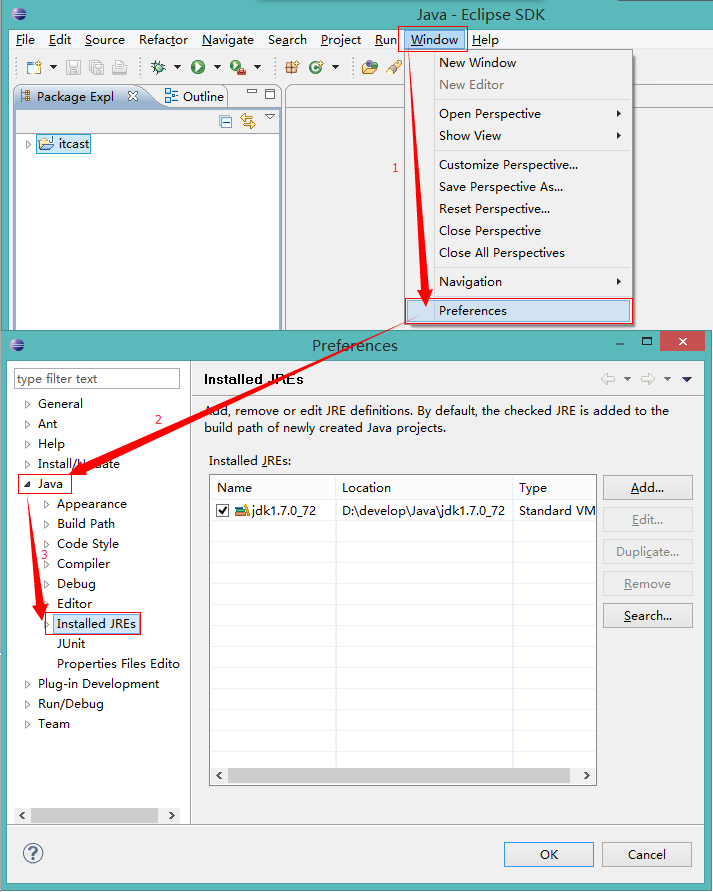 Java - Eclipse SDK
File Edit Source Refactor Navigate Search Project Run Window Help
Package Expl Outline
itcast
New Window
New Editor
Open Perspective
Show View
1
Customize Perspective...
Save Perspective As...
Reset Perspective...
Close Perspective
Close All Perspectives
Navigation
Preferences
Preferences
type filter text
General
Ant
Help
Install/Update
Java
Appearance
Build Path
Code Style
Compiler
Debug
Editor
Installed JREs
JUnit
Properties Files Edito
Plug-in Development
Run/Debug
Team
2
3
Installed JREs
Add, remove or edit JRE definitions. By default, the checked JRE is added to the
build path of newly created Java projects.
Installed JREs:
Name Location Type
jdk1.7.0_72 D:\develop\Java\jdk1.7.0_72 Standard VM
Add...
Edit...
Duplicate...
Remove
Search...
OK Cancel